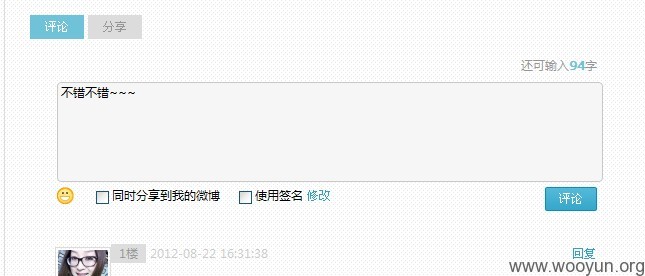 评论 分享
还可输入94字
不错不错~~~
同时分享到我的微博 使用签名 修改 评论
1楼 2012-08-22 16:31:38 回复
www.wooyun.org